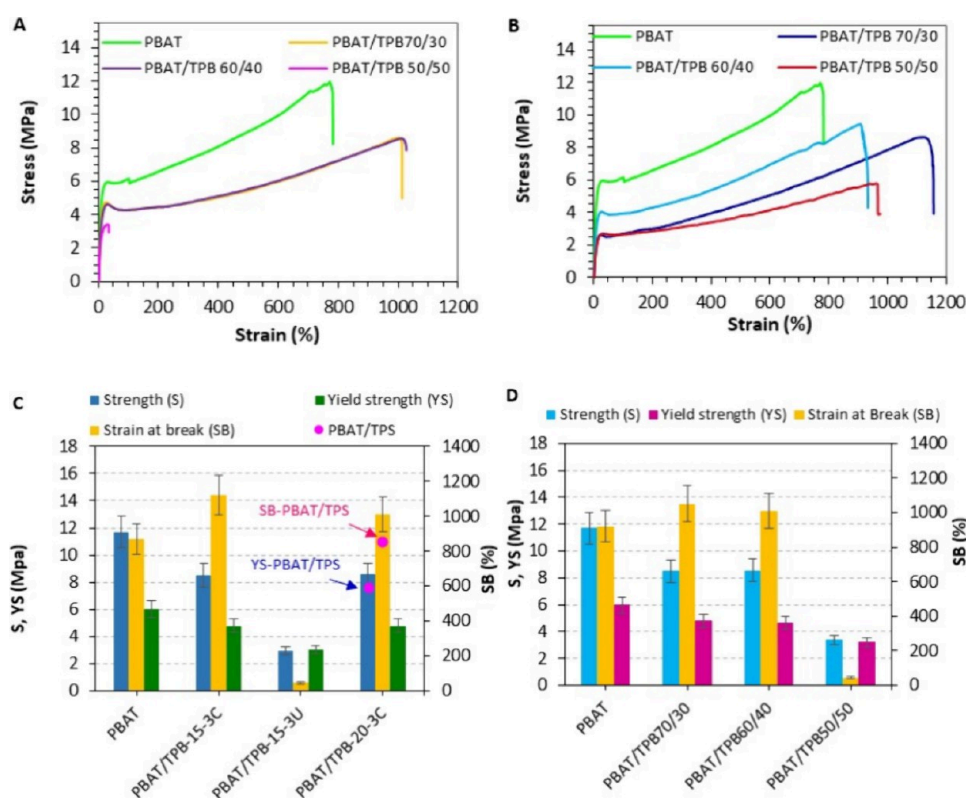 A
PBAT
PBAT/TPB70/30
PBAT/TPB 60/40
PBAT/TPB 50/50
14
12
10
8
6
4
2
0
Stress (MPa)
0 200 400 600 800 1000 1200
Strain (%)
B
PBAT
PBAT/TPB 70/30
PBAT/TPB 60/40
PBAT/TPB 50/50
14
12
10
8
6
4
2
0
Stress (MPa)
0 200 400 600 800 1000 1200
Strain (%)
C
Strength (S)
Yield strength (YS)
Strain at break (SB)
PBAT/TPS
18
16
14
12
10
8
6
4
2
0
S, YS (Mpa)
SB-PBAT/TPS
YS-PBAT/TPS
1400
1200
1000
800
600
400
200
0
SB (%)
PBAT
PBAT/TPB-15-3C
PBAT/TPB-15-3U
PBAT/TPB-20-3C
D
Strength (S) Yield strength (YS) Strain at Break (SB)
18
16
14
12
10
8
6
4
2
0
S, YS (Mpa)
1400
1200
1000
800
600
400
200
0
SB (%)
PBAT
PBAT/TPB70/30
PBAT/TPB60/40
PBAT/TPB50/50